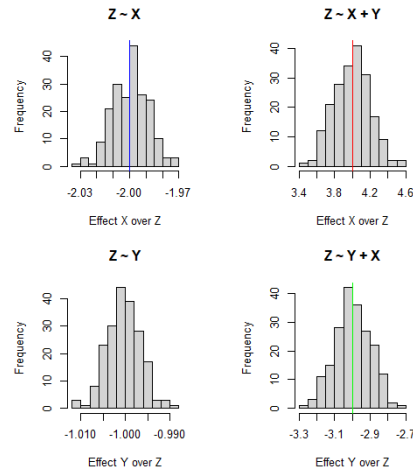 Z ~ X
Frequency
40
30
20
10
0
-2.03
-2.00
-1.97
Effect X over Z
Z ~ X + Y
Frequency
40
30
20
10
0
3.4
3.8
4.2
4.6
Effect X over Z
Z ~ Y
Frequency
40
30
20
10
0
-1.010
-1.000
-0.990
Effect Y over Z
Z ~ Y + X
Frequency
40
30
20
10
0
-3.3
-3.1
-2.9
-2.7
Effect Y over Z